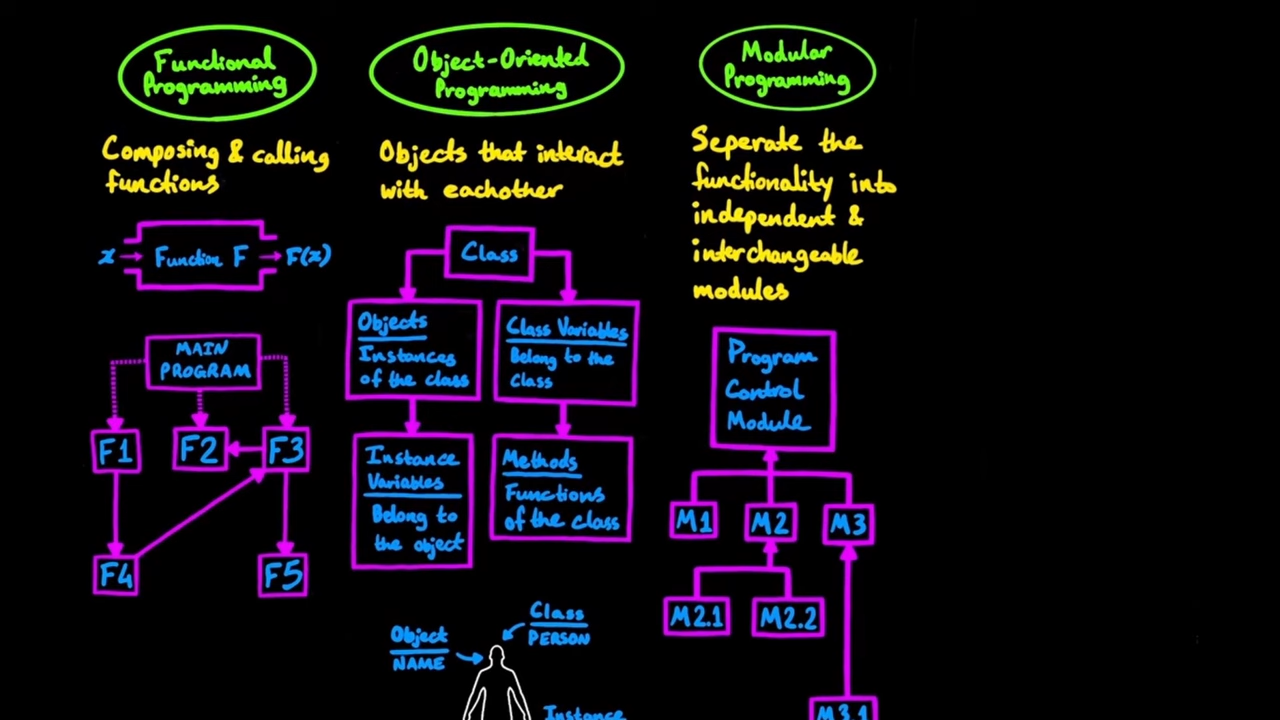 Functional
Programming
Composing & calling
functions
x → Function F → F(x)
MAIN
PROGRAM
F1
F2
F3
F4
F5
Object-Oriented
Programming
Objects that interact
with eachother
Class
Objects
Instances
of the class
Class Variables
Belong to the
Class
Instance
Variables
Belong to
the object
Methods
Functions
of the class
Class
PERSON
Object
NAME
Instance
Modular
Programming
Seperate the
functionality into
independent &
interchangeable
modules
Program
Control
Module
M1
M2
M3
M2.1
M2.2
M3.1